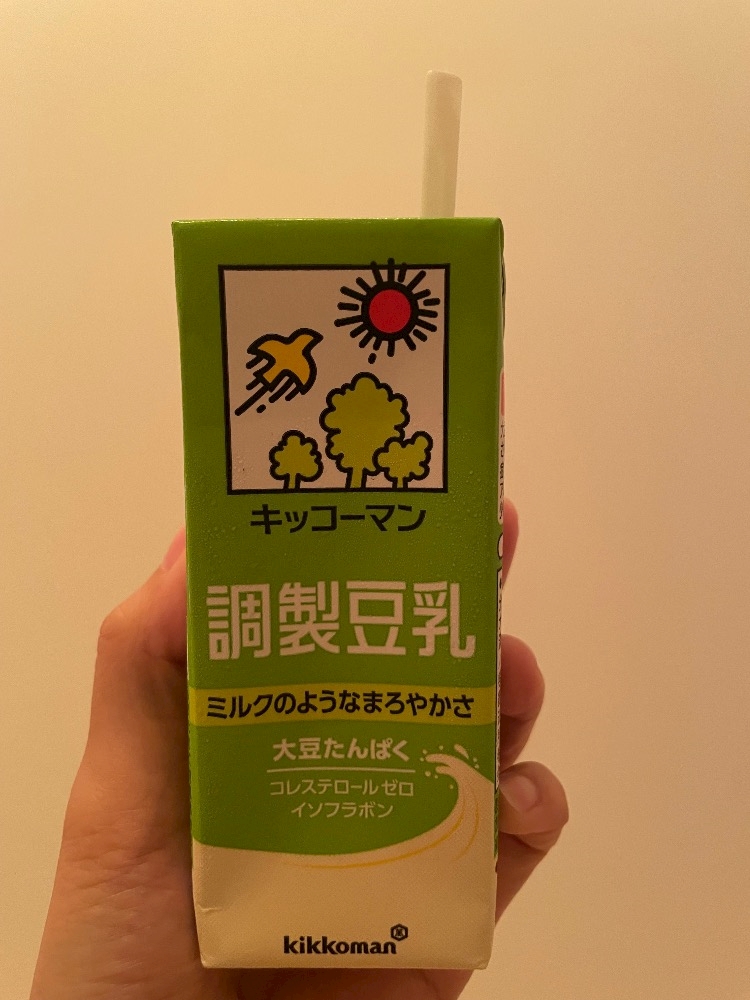 キッコーマン
調製豆乳
ミルクのようなまろやかさ
大豆たんぱく
コレステロール ゼロ
イソフラボン
kikkoman